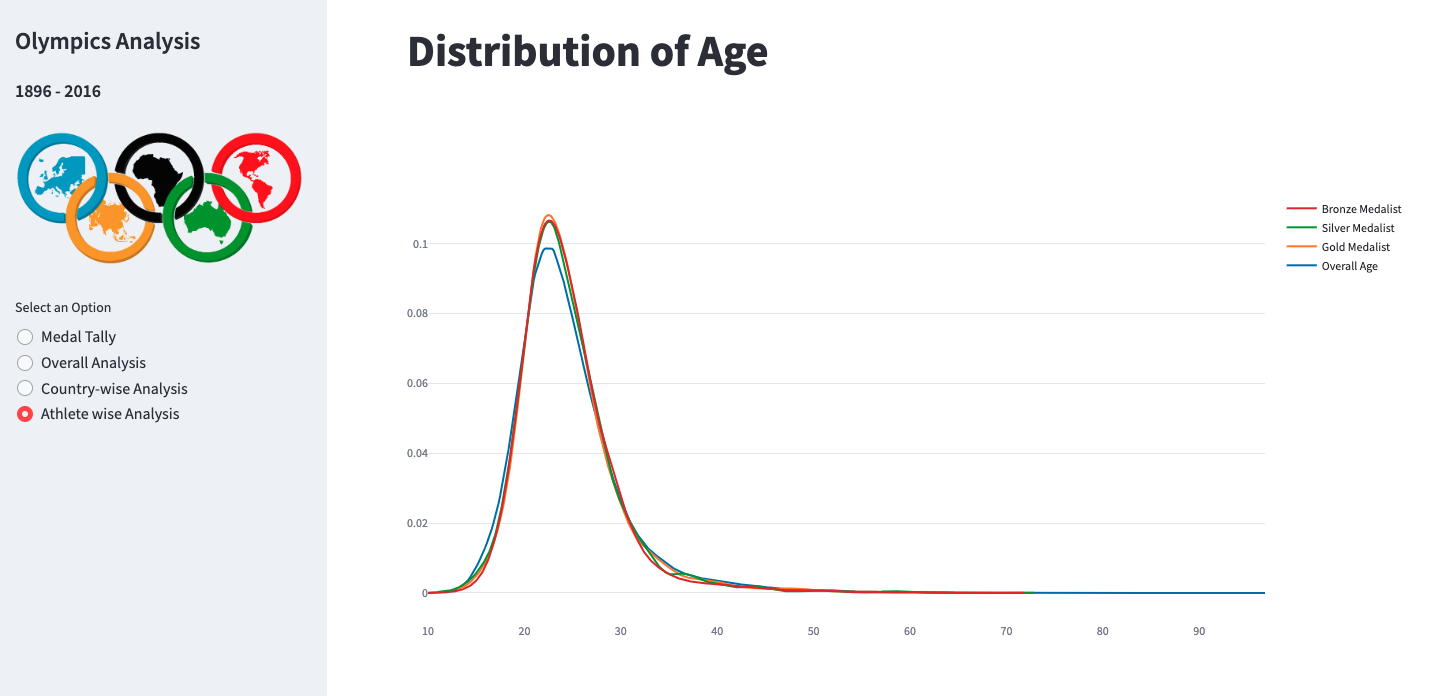 Olympics Analysis
1896 - 2016
Select an Option
Medal Tally
Overall Analysis
Country-wise Analysis
Athlete wise Analysis
Distribution of Age
0.1
0.08
0.06
0.04
0.02
0
10 20 30 40 50 60 70 80 90
Bronze Medalist
Silver Medalist
Gold Medalist
Overall Age